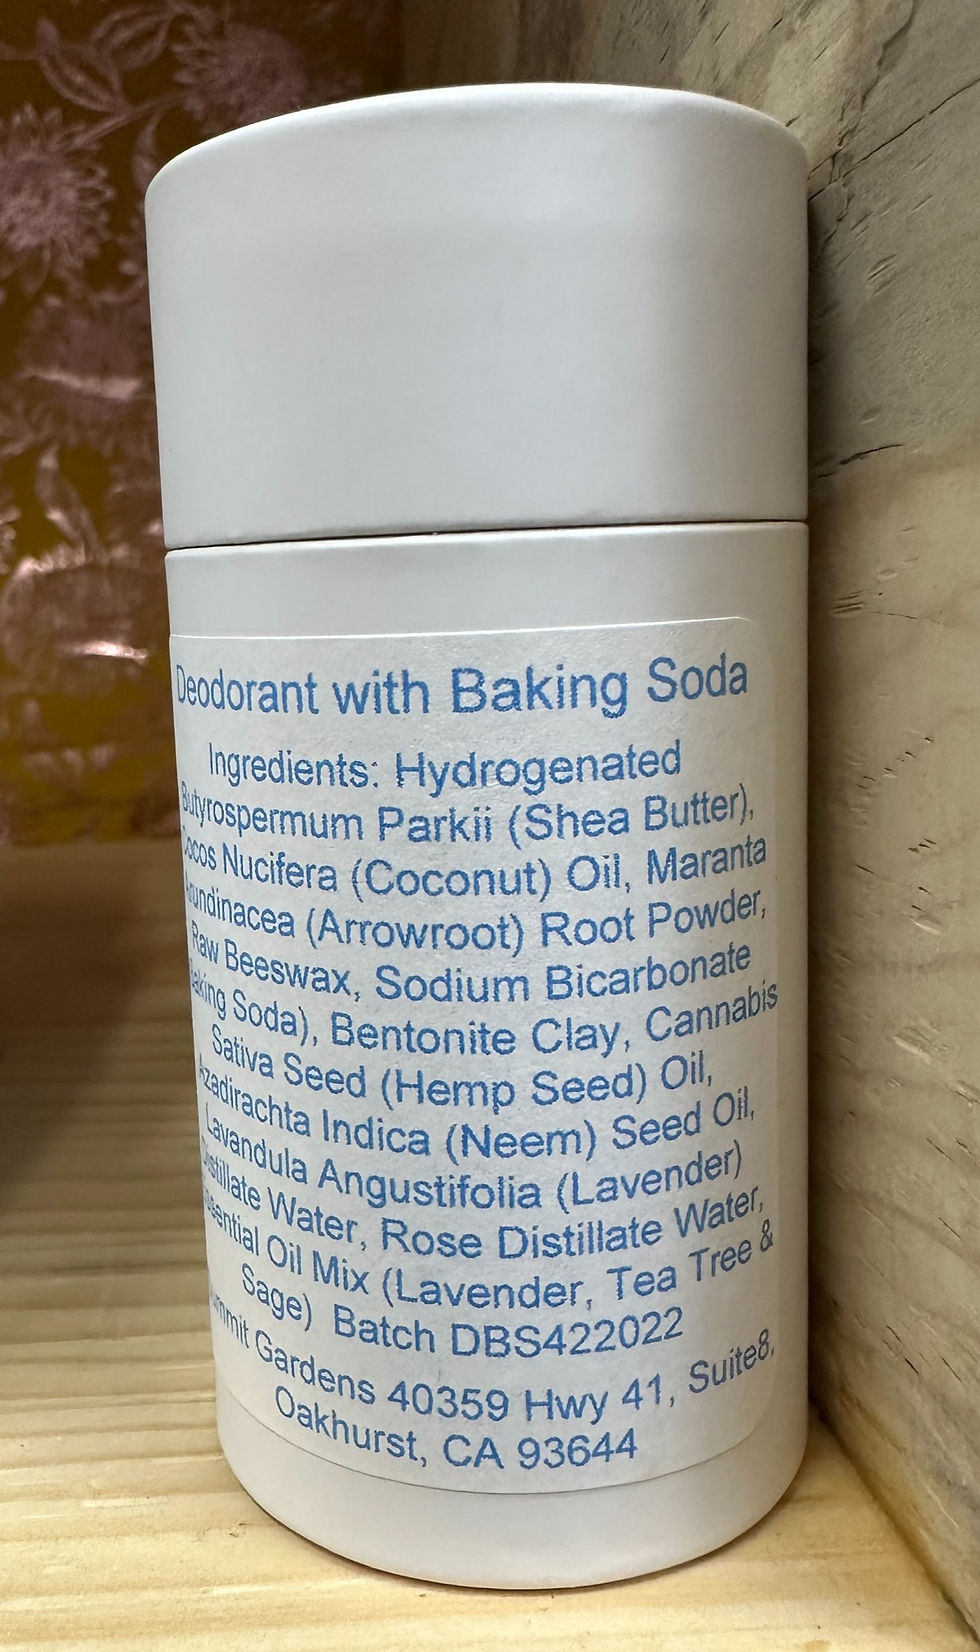 Deodorant with Baking Soda
Ingredients: Hydrogenated
Butyrospermum Parkii (Shea Butter),
Cocos Nucifera (Coconut) Oil, Maranta
Arundinacea (Arrowroot) Root Powder,
Raw Beeswax, Sodium Bicarbonate
Baking Soda), Bentonite Clay, Cannabis
Sativa Seed (Hemp Seed) Oil,
Azadirachta Indica (Neem) Seed Oil,
Lavandula Angustifolia (Lavender)
Distillate Water, Rose Distillate Water,
Essential Oil Mix (Lavender, Tea Tree &
Sage) Batch DBS422022
Gardens 40359 Hwy 41, Suite8,
Oakhurst, CA 93644